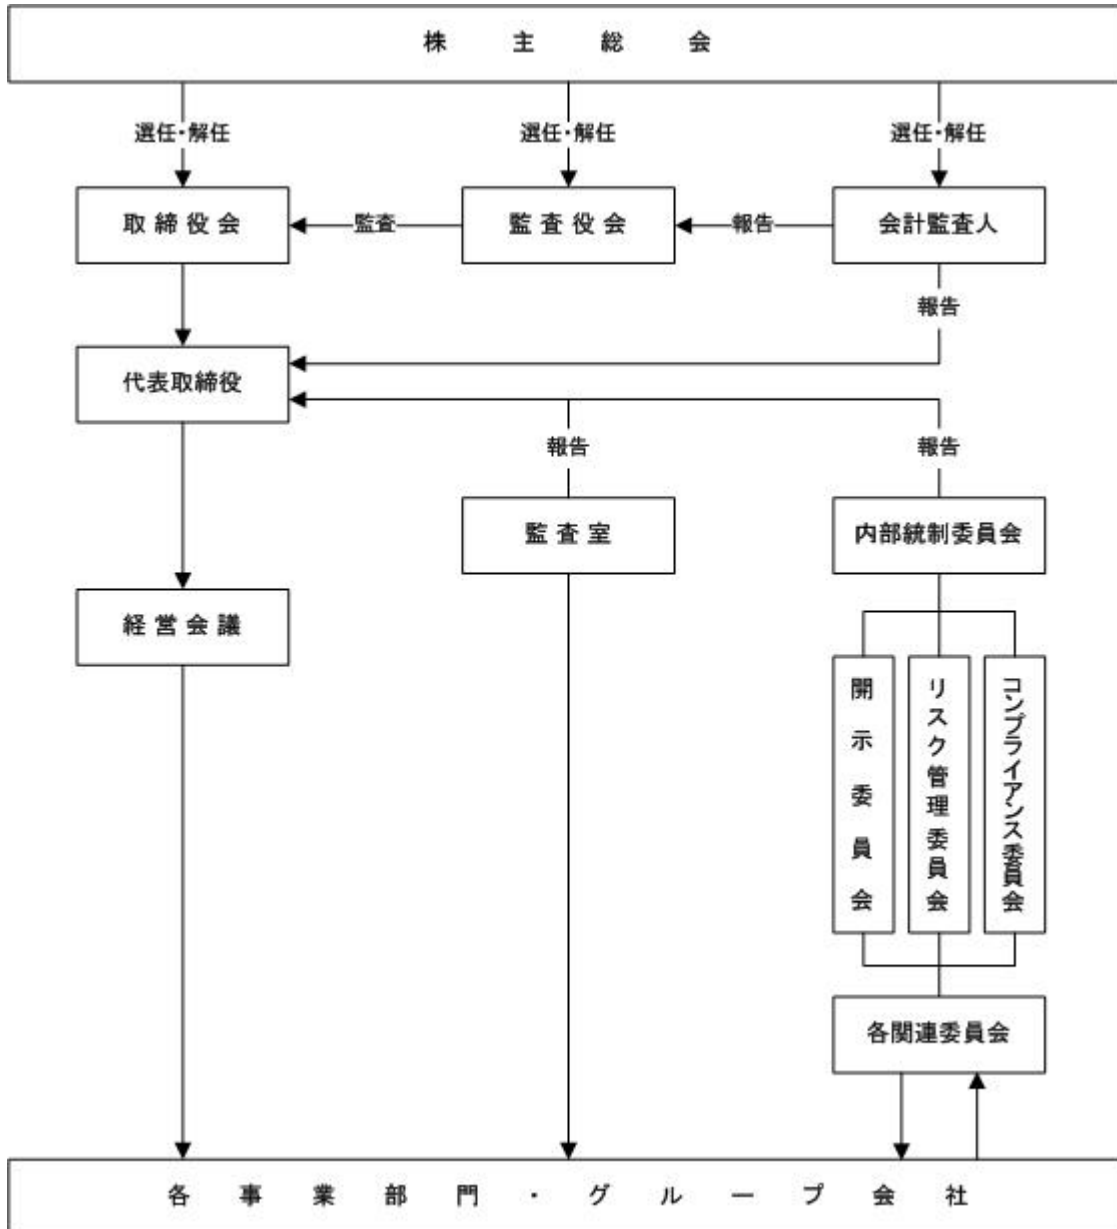 株主総会
選任・解任
選任・解任
選任・解任
取締役会
監査
監査役会
報告
会計監査人
報告
代表取締役
報告
報告
監査室
内部統制委員会
経営会議
開示委員会
リスク管理委員会
コンプライアンス委員会
各関連委員会
各事業部門・グループ会社